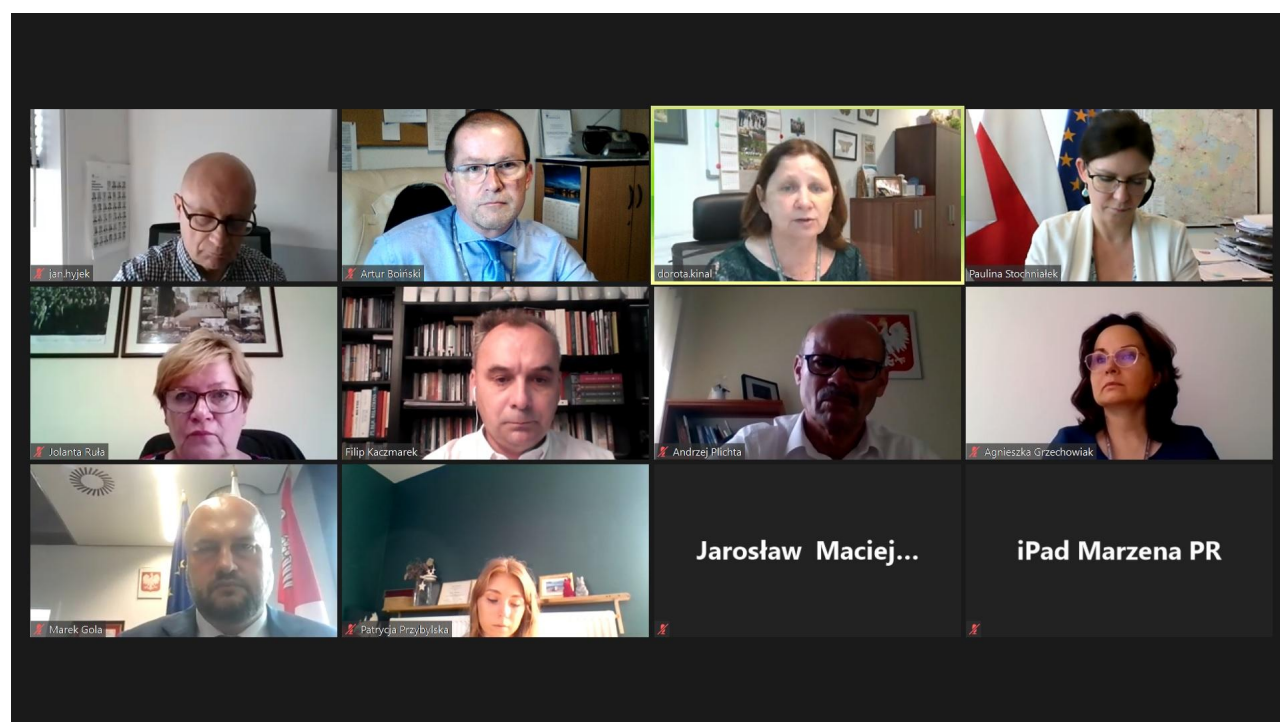 jan.hyjek
Artur Boiński
dorota.kinal
Paulina Stochniałek
Jolanta Ruła
Filip Kaczmarek
Andrzej Plichta
Agnieszka Grzechowiak
Marek Gola
Patrycja Przybylska
Jarosław Maciej...
iPad Marzena PR